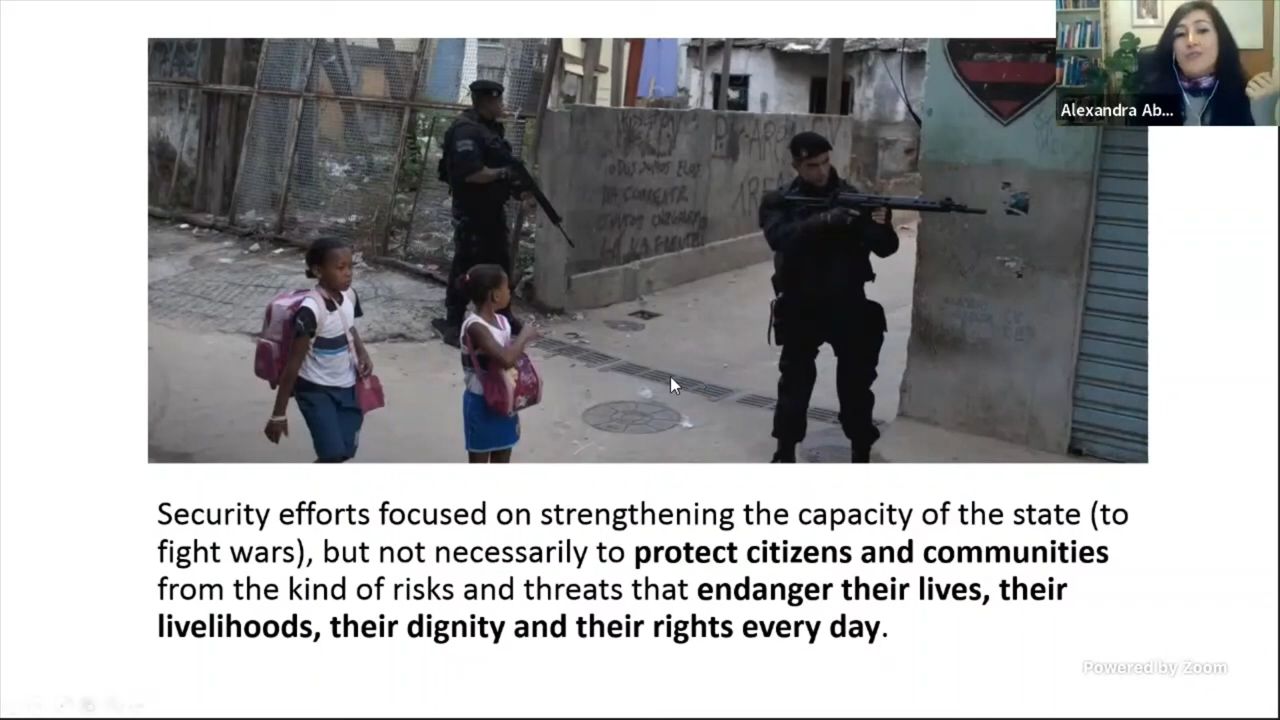 Alexandra Ab...
Security efforts focused on strengthening the capacity of the state (to
fight wars), but not necessarily to protect citizens and communities
from the kind of risks and threats that endanger their lives, their
livelihoods, their dignity and their rights every day.
Powered by Zoom